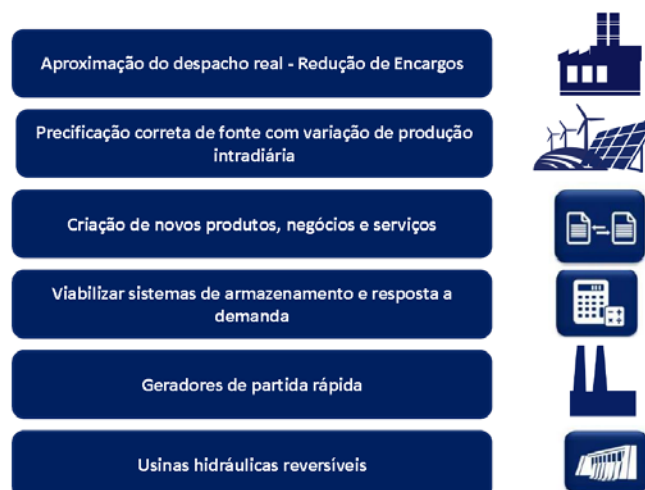 Aproximação do despacho real - Redução de Encargos
Precificação correta de fonte com variação de produção
intradiária
Criação de novos produtos, negócios e serviços
Viabilizar sistemas de armazenamento e resposta a
demanda
Geradores de partida rápida
Usinas hidráulicas reversíveis